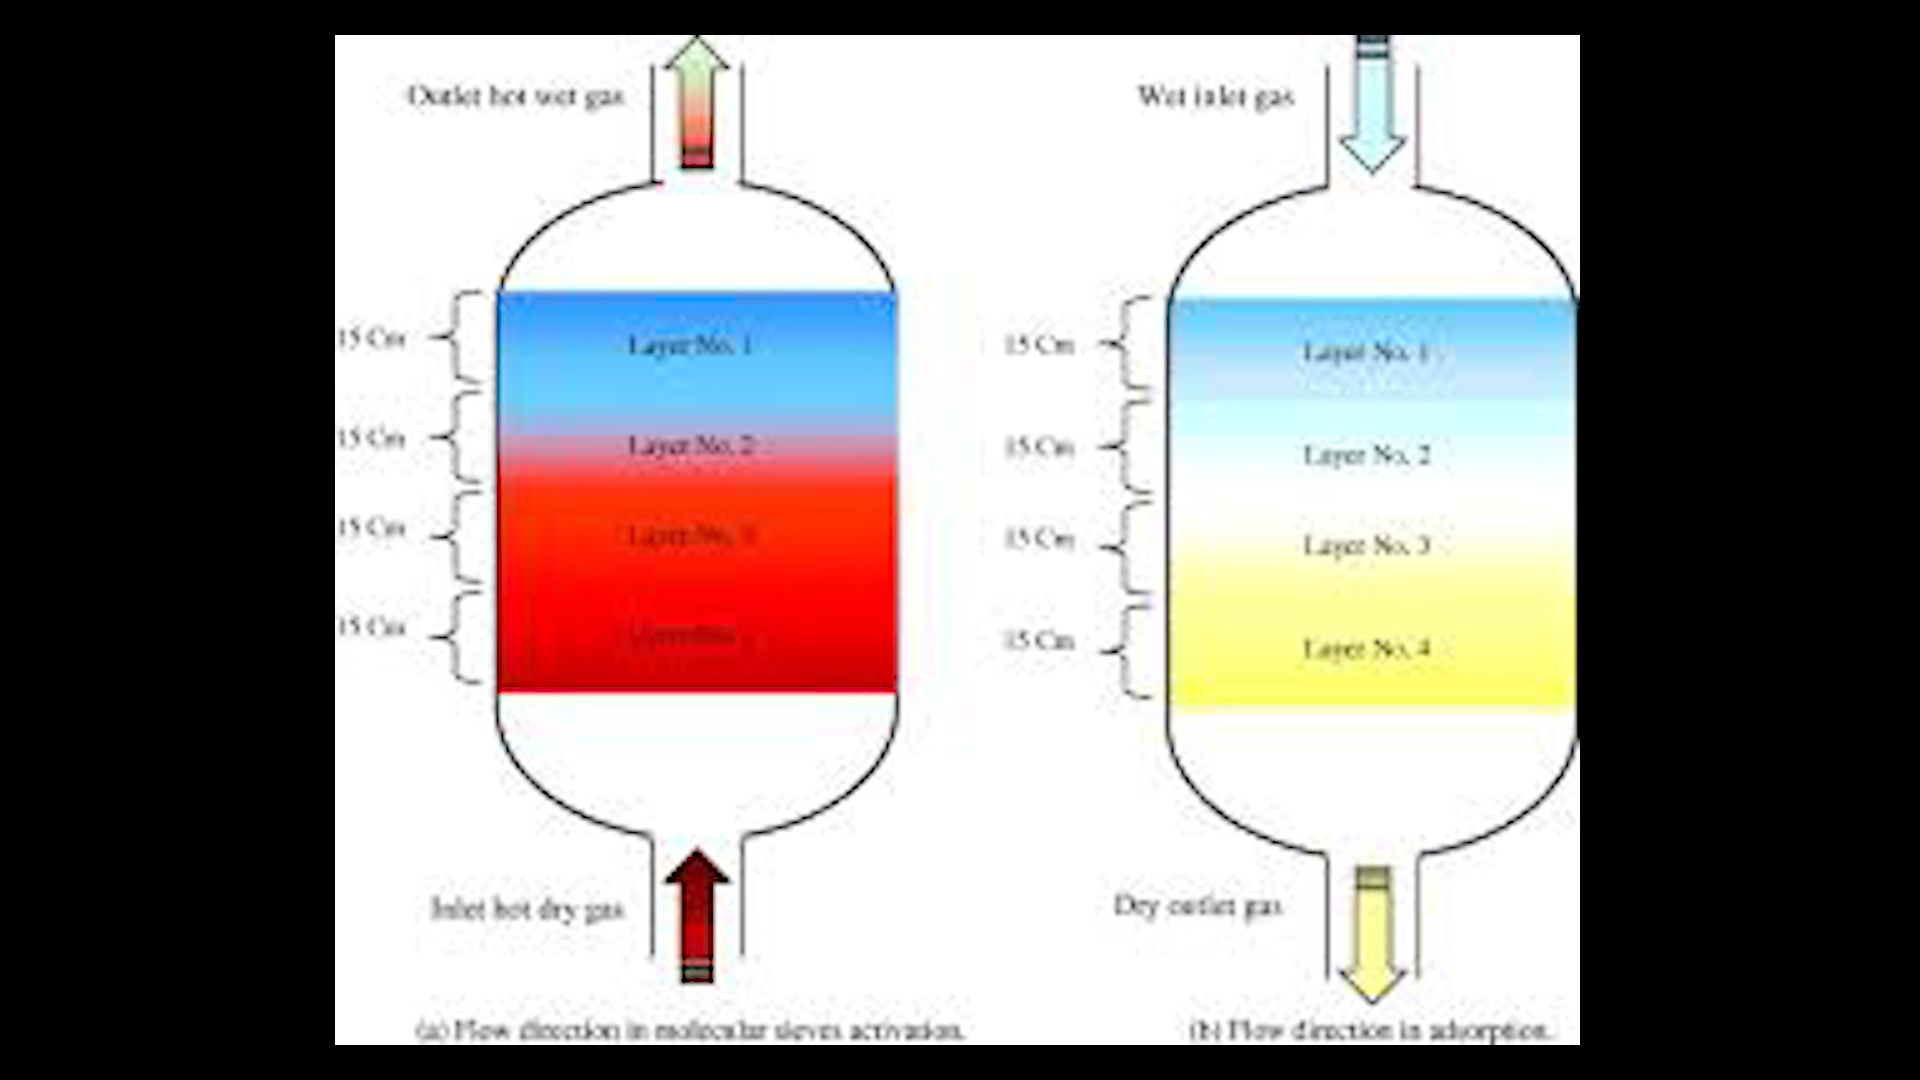 Outlet hot wet gas
15 Cm
Layer No. 1
15 Cm
Layer No. 2
15 Cm
Layer No.
15 Cm
Inlet hot dry gas
(a) Flow direction in molecular sieves activation.
Wet inlet gas
15 Cm
Layer No. 1
15 Cm
Layer No. 2
15 Cm
Layer No. 3
15 Cm
Layer No. 4
Dry outlet gas
(b) Flow direction in adsorption.